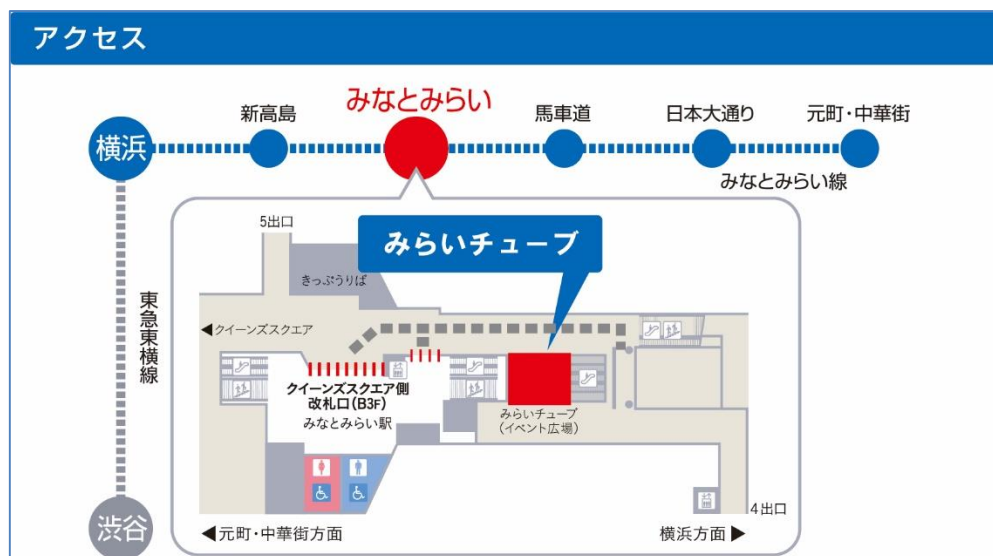 アクセス
横浜
新高島
みなとみらい
馬車道
日本大通り
元町・中華街
みなとみらい線
東急東横線
渋谷
5出口
きっぷうりば
みらいチューブ
◀クイーンズスクエア
クイーンズスクエア側
改札口(B3F)
みなとみらい駅
みらいチューブ
(イベント広場)
4出口
◀元町・中華街方面
横浜方面▶